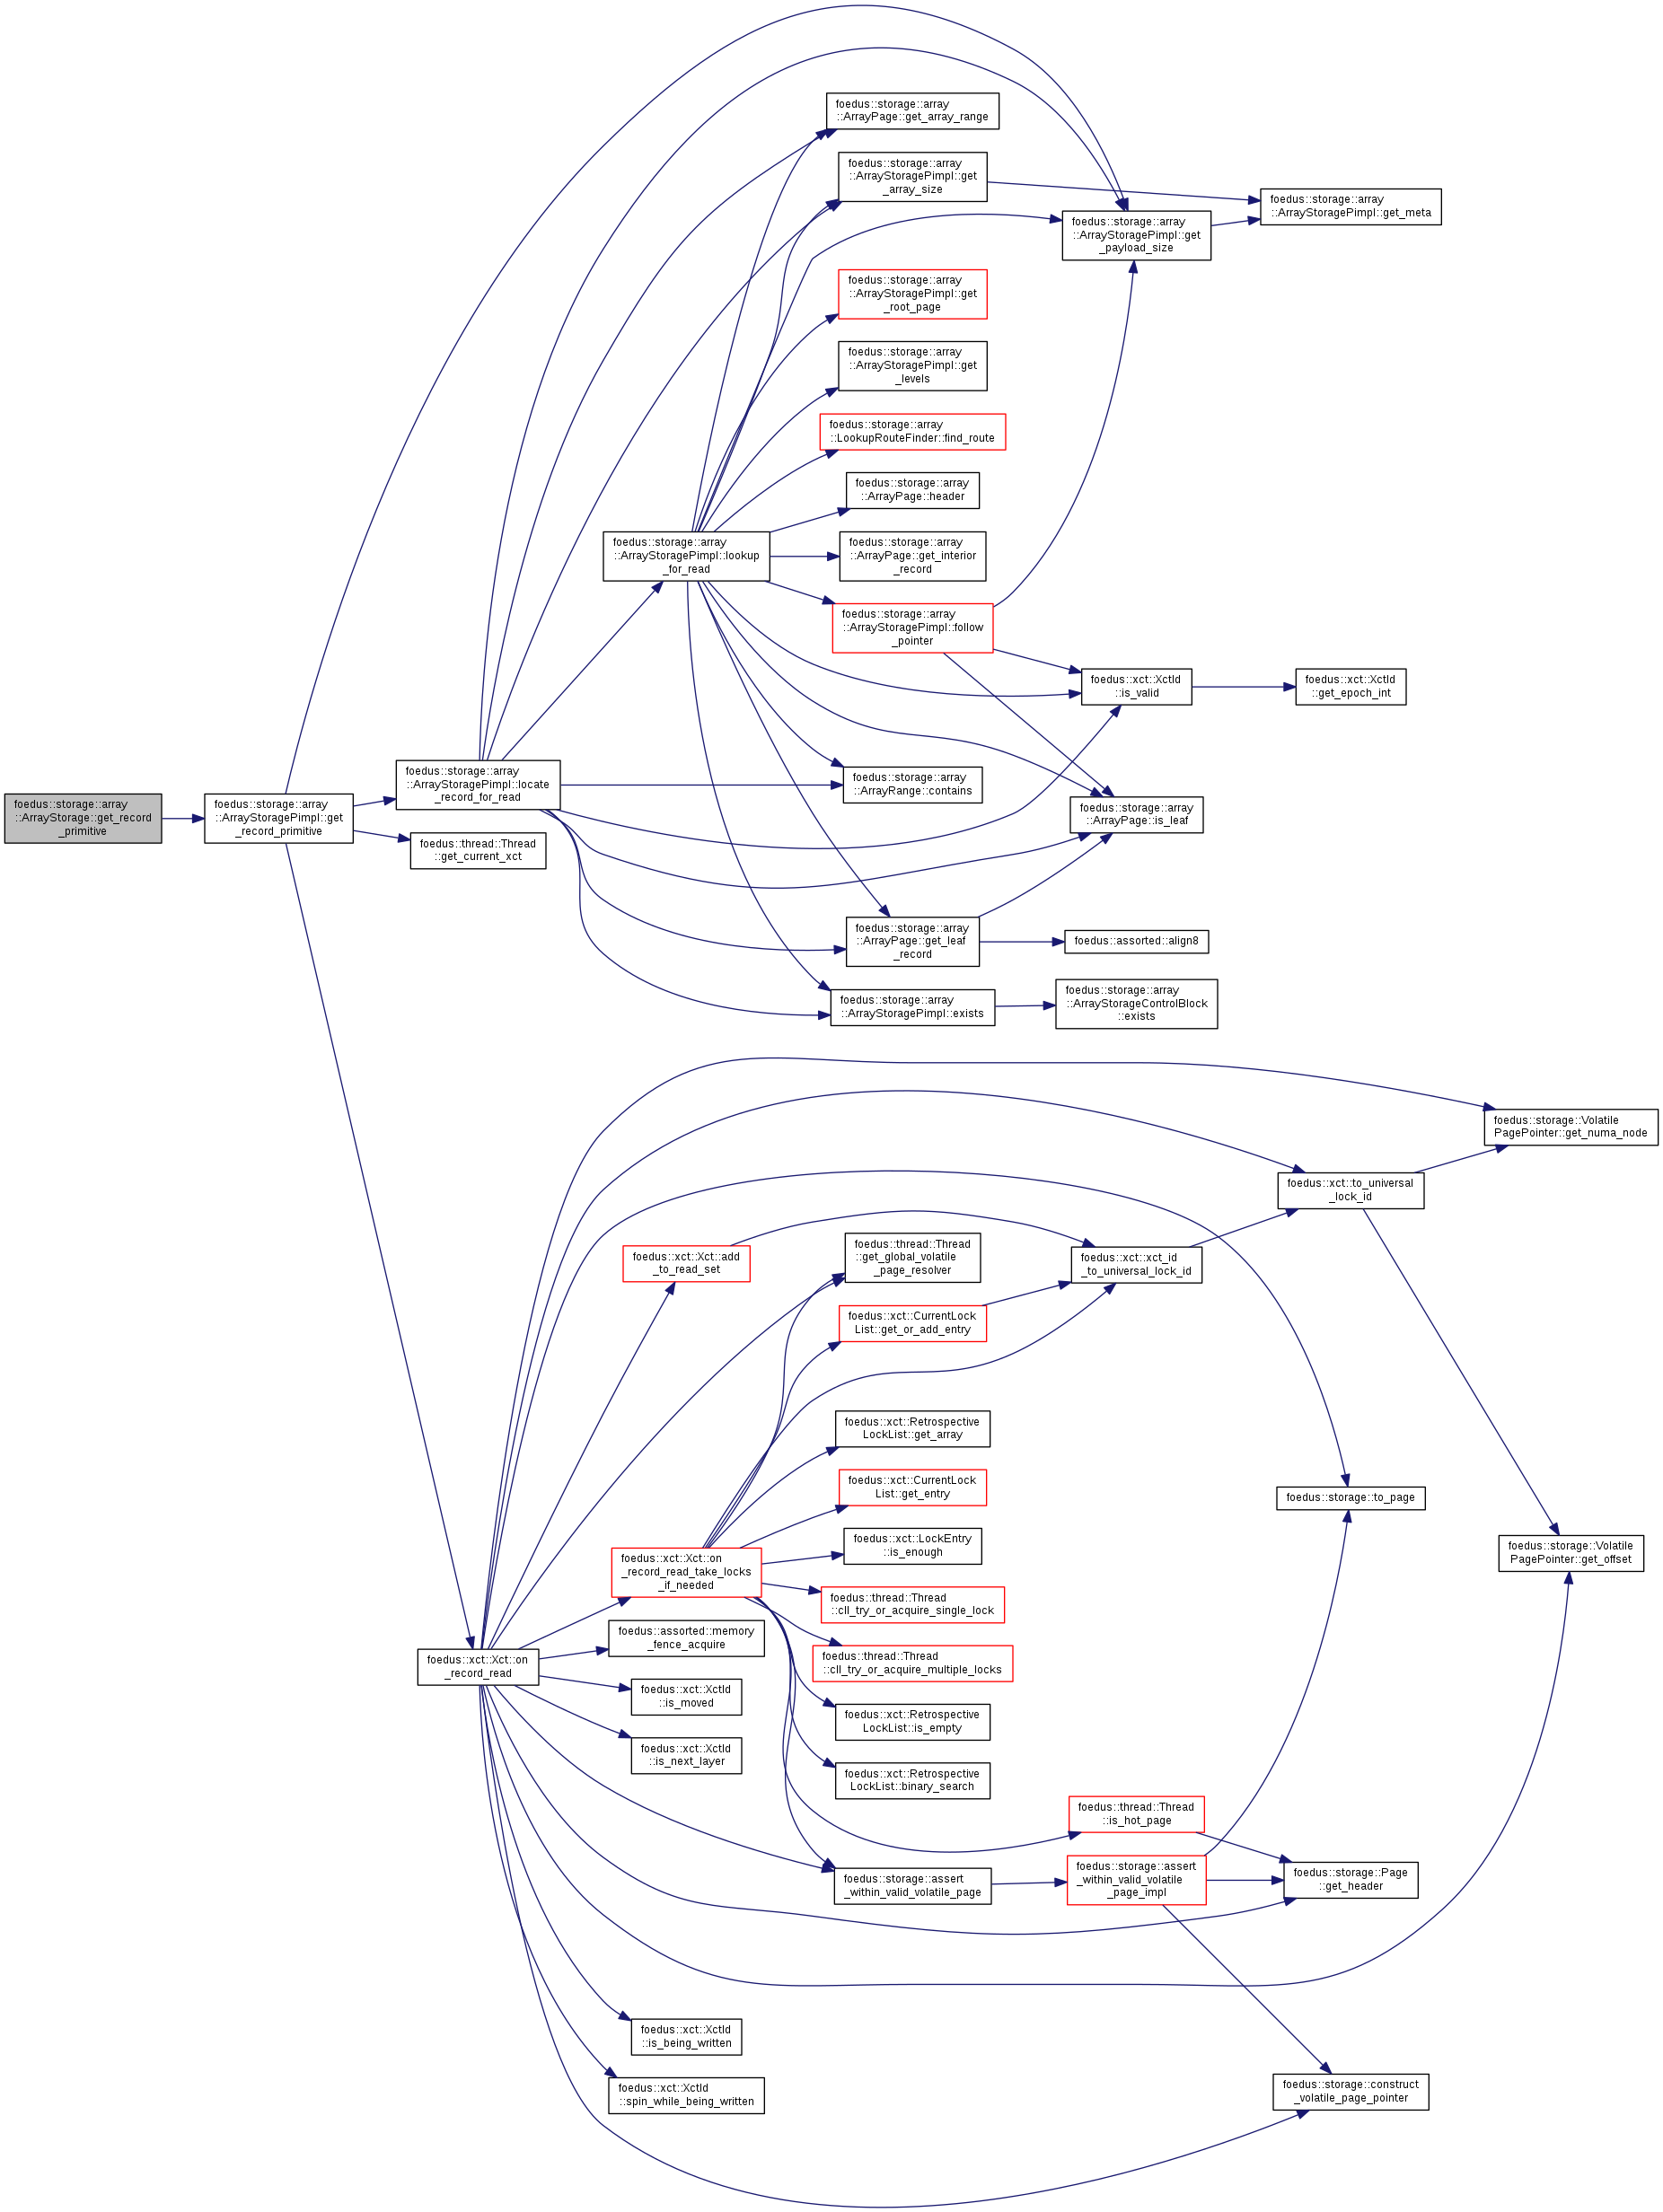 foedus::storage::array
::ArrayStorage::get_record
_primitive
foedus::storage::array
::ArrayStoragePimpl::get
_record_primitive
foedus::storage::array
::ArrayStoragePimpl::locate
_record_for_read
foedus::thread::Thread
::get_current_xct
foedus::xct::Xct::on
_record_read
foedus::storage::array
::ArrayStoragePimpl::lookup
_for_read
foedus::xct::Xct::add
_to_read_set
foedus::xct::Xct::on
_record_read_take_locks
_if_needed
foedus::assorted::memory
_fence_acquire
foedus::xct::XctId
::is_moved
foedus::xct::XctId
::is_next_layer
foedus::xct::XctId
::is_being_written
foedus::xct::XctId
::spin_while_being_written
foedus::storage::array
::ArrayPage::get_array_range
foedus::storage::array
::ArrayStoragePimpl::get
_array_size
foedus::storage::array
::ArrayStoragePimpl::get
_root_page
foedus::storage::array
::ArrayStoragePimpl::get
_levels
foedus::storage::array
::LookupRouteFinder::find_route
foedus::storage::array
::ArrayPage::header
foedus::storage::array
::ArrayPage::get_interior
_record
foedus::storage::array
::ArrayStoragePimpl::follow
_pointer
foedus::storage::array
::ArrayRange::contains
foedus::storage::array
::ArrayPage::get_leaf
_record
foedus::storage::array
::ArrayStoragePimpl::exists
foedus::thread::Thread
::get_global_volatile
_page_resolver
foedus::xct::CurrentLock
List::get_or_add_entry
foedus::xct::Retrospective
LockList::get_array
foedus::xct::CurrentLock
List::get_entry
foedus::xct::LockEntry
::is_enough
foedus::thread::Thread
::cll_try_or_acquire_single_lock
foedus::thread::Thread
::cll_try_or_acquire_multiple_locks
foedus::xct::Retrospective
LockList::is_empty
foedus::xct::Retrospective
LockList::binary_search
foedus::storage::assert
_within_valid_volatile_page
foedus::storage::array
::ArrayStoragePimpl::get
_payload_size
foedus::xct::XctId
::is_valid
foedus::storage::array
::ArrayPage::is_leaf
foedus::assorted::align8
foedus::storage::array
::ArrayStorageControlBlock
::exists
foedus::xct::xct_id
_to_universal_lock_id
foedus::thread::Thread
::is_hot_page
foedus::storage::assert
_within_valid_volatile
_page_impl
foedus::storage::array
::ArrayStoragePimpl::get_meta
foedus::xct::XctId
::get_epoch_int
foedus::xct::to_universal
_lock_id
foedus::storage::to_page
foedus::storage::Page
::get_header
foedus::storage::construct
_volatile_page_pointer
foedus::storage::Volatile
PagePointer::get_numa_node
foedus::storage::Volatile
PagePointer::get_offset